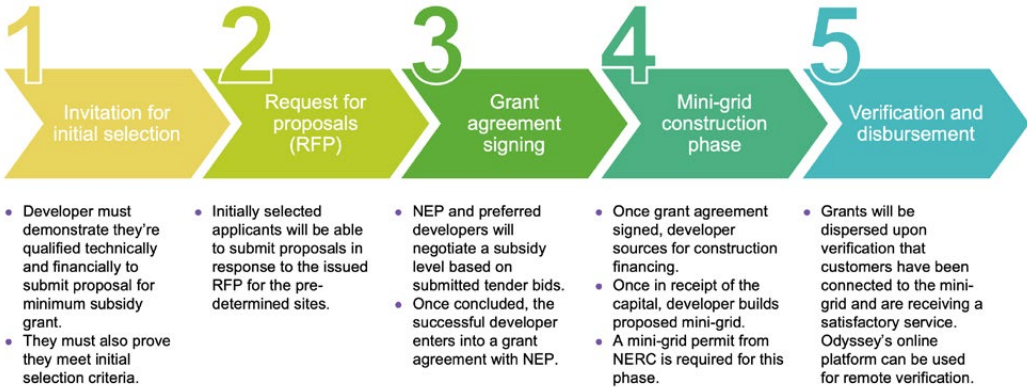 1
Invitation for
initial selection
2
Request for
proposals
(RFP)
3
Grant
agreement
signing
4
Mini-grid
construction
phase
5
Verification and
disbursement
• Developer must
demonstrate they're
qualified technically
and financially to
submit proposal for
minimum subsidy
grant.
• They must also prove
they meet initial
selection criteria.
• Initially selected
applicants will be able
to submit proposals in
response to the issued
RFP for the pre-
determined sites.
• NEP and preferred
developers will
negotiate a subsidy
level based on
submitted tender bids.
• Once concluded, the
successful developer
enters into a grant
agreement with NEP.
• Once grant agreement
signed, developer
sources for construction
financing.
• Once in receipt of the
capital, developer builds
proposed mini-grid.
• A mini-grid permit from
NERC is required for this
phase.
• Grants will be
dispersed upon
verification that
customers have been
connected to the mini-
grid and are receiving a
satisfactory service.
Odyssey's online
platform can be used
for remote verification.